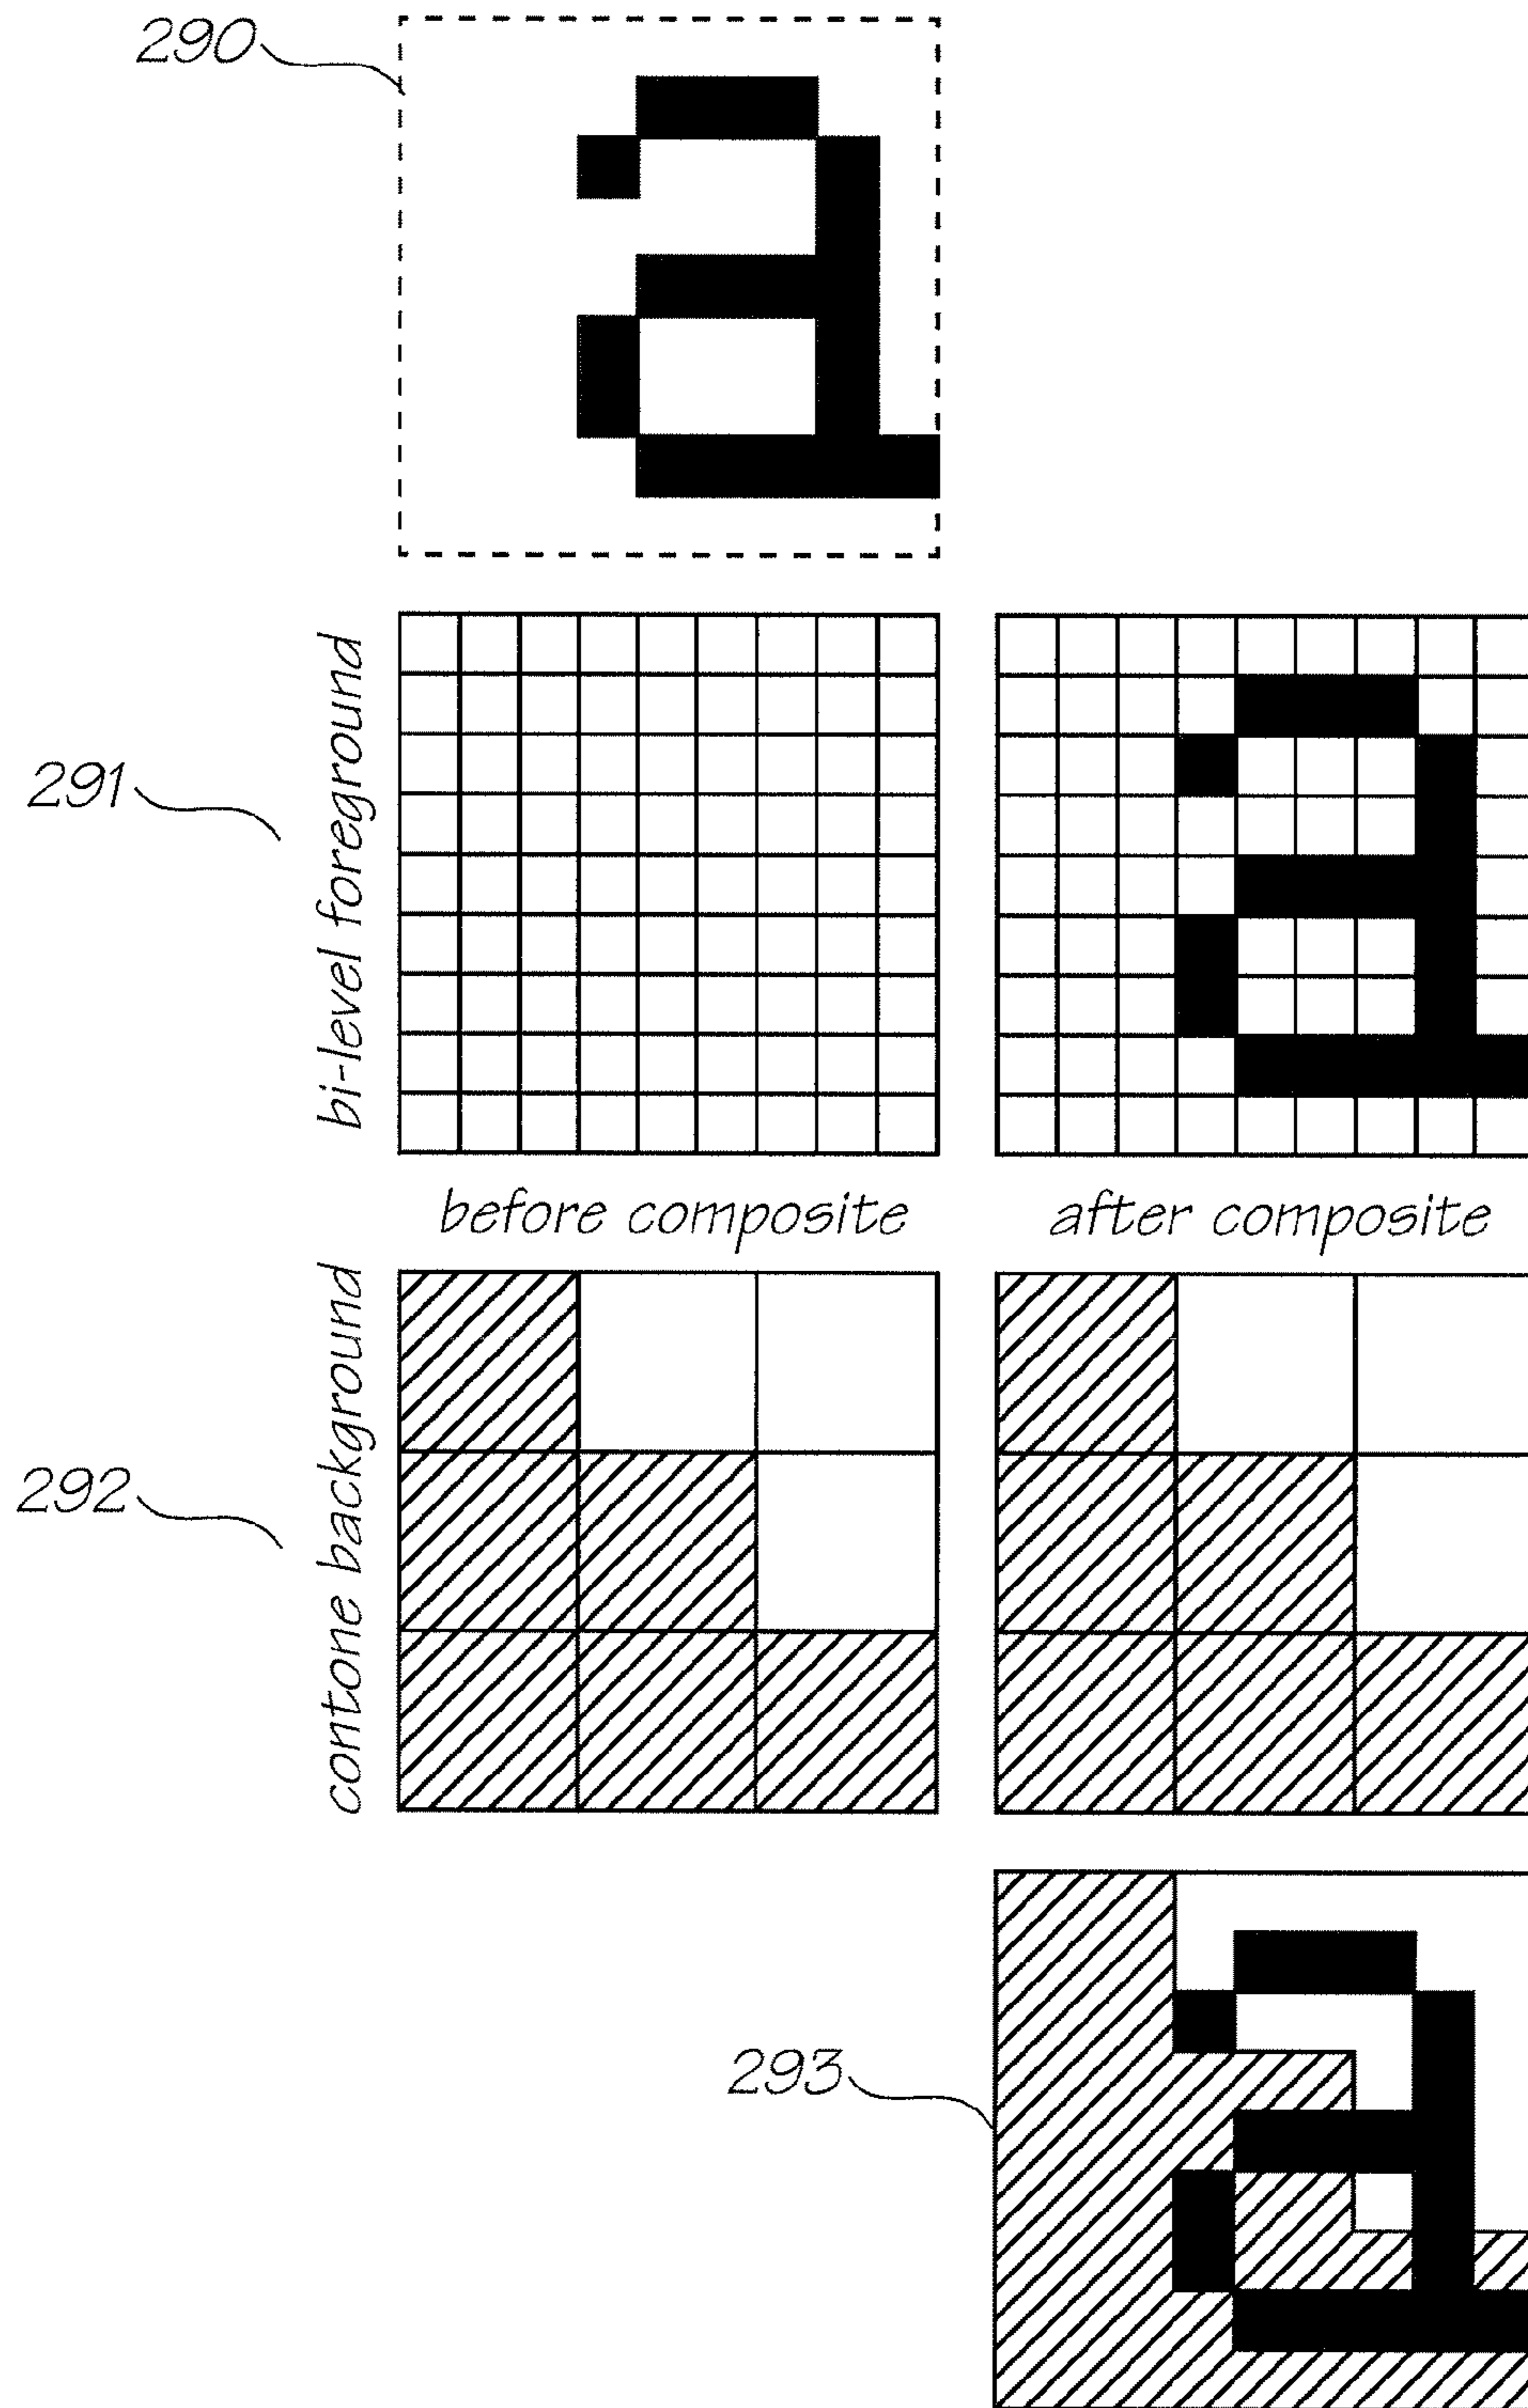 290
bi-level foreground
291
before composite
after composite
contone background
292
293